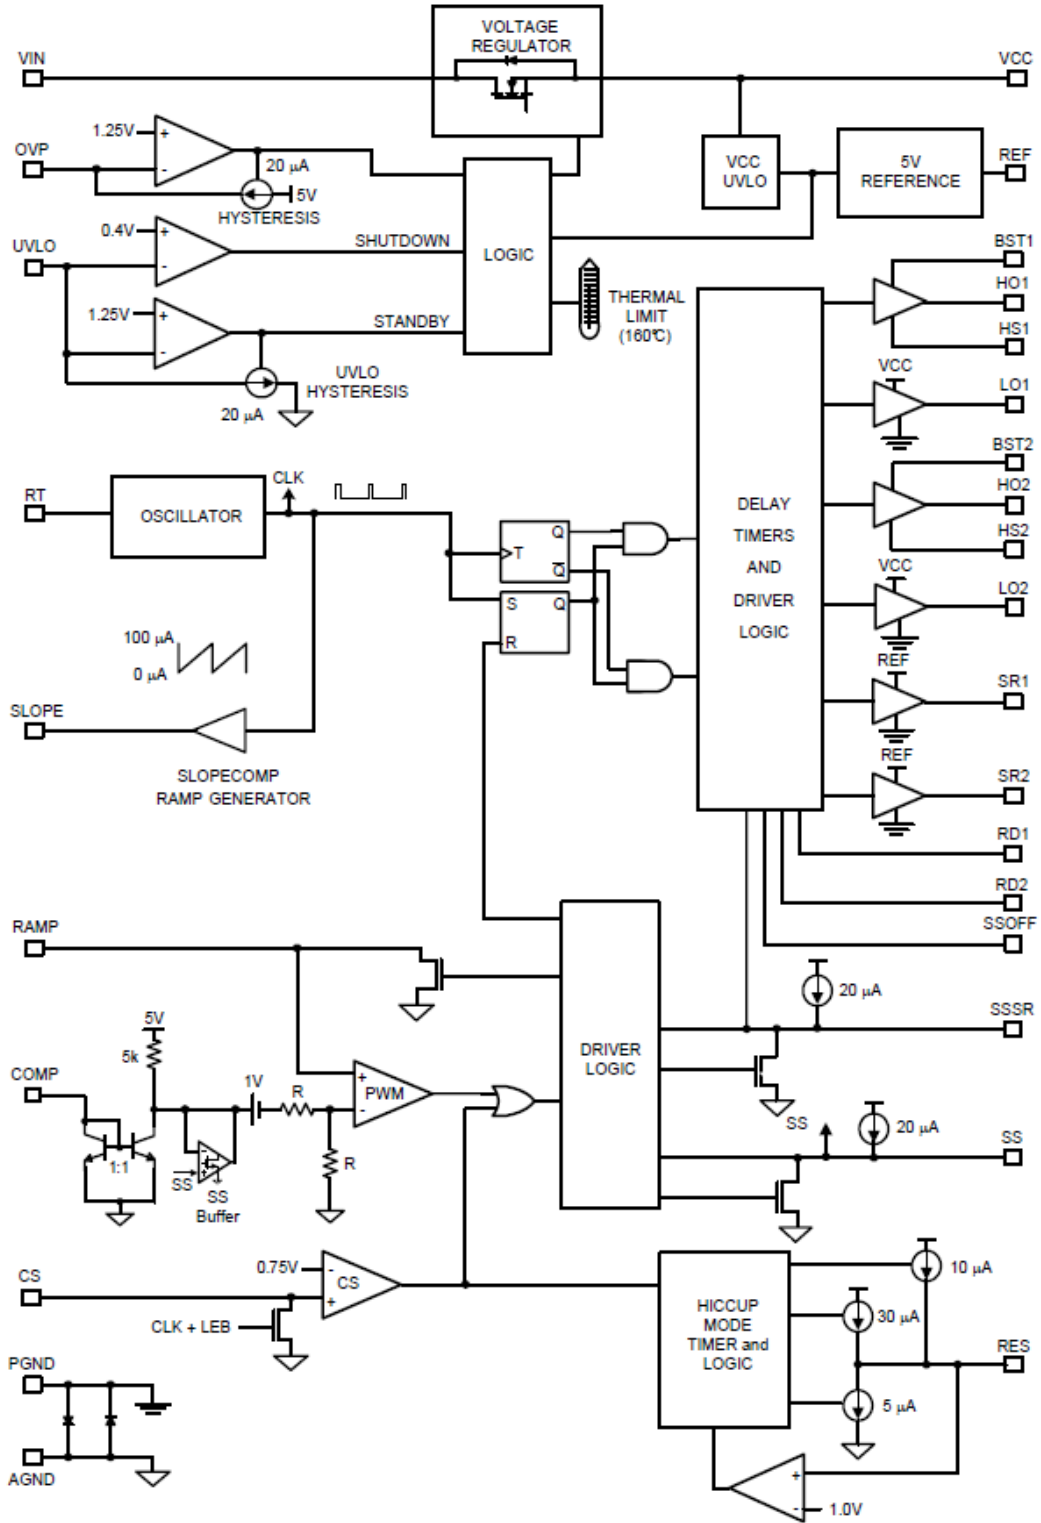 VOLTAGE
REGULATOR
VIN
VCC
1.25V
+
-
OVP
20 µA
5V
HYSTERESIS
VCC
UVLO
5V
REFERENCE
REF
0.4V
+
-
UVLO
SHUTDOWN
LOGIC
1.25V
+
-
STANDBY
THERMAL
LIMIT
(160°C)
UVLO
HYSTERESIS
20 µA
BST1
HO1
HS1
VCC
LO1
BST2
HO2
HS2
VCC
LO2
REF
SR1
REF
SR2
RD1
RD2
SSOFF
DELAY
TIMERS
AND
DRIVER
LOGIC
RT
OSCILLATOR
CLK
T
Q
Q̅
S
Q
R
100 µA
0 µA
SLOPE
SLOPECOMP
RAMP GENERATOR
RAMP
20 µA
SSSR
DRIVER
LOGIC
5V
5k
COMP
1V
R
+
-
PWM
1:1
SS
-
+
SS
Buffer
R
SS
20 µA
SS
0.75V
-
+
CS
CS
CLK + LEB
HICCUP
MODE
TIMER and
LOGIC
10 µA
30 µA
RES
5 µA
PGND
AGND
+
-
1.0V